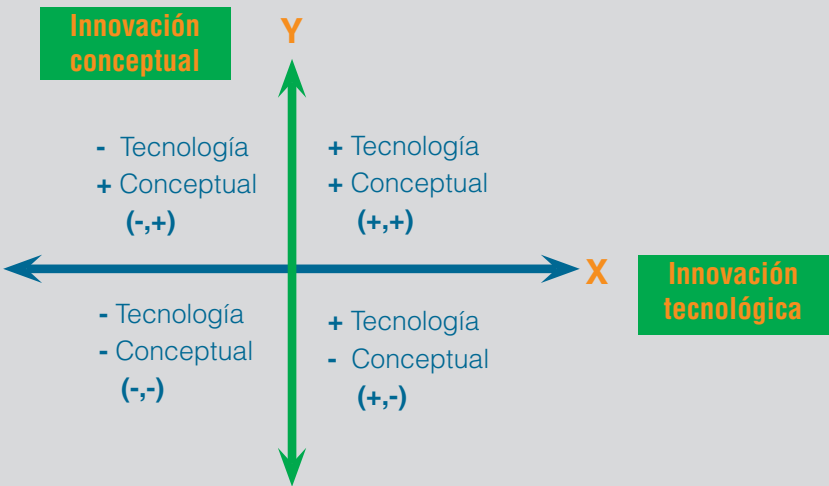 Innovación
conceptual
Y
- Tecnología
+ Conceptual
(-,+)
+ Tecnología
+ Conceptual
(+,+)
X
Innovación
tecnológica
- Tecnología
- Conceptual
(-,-)
+ Tecnología
- Conceptual
(+,-)